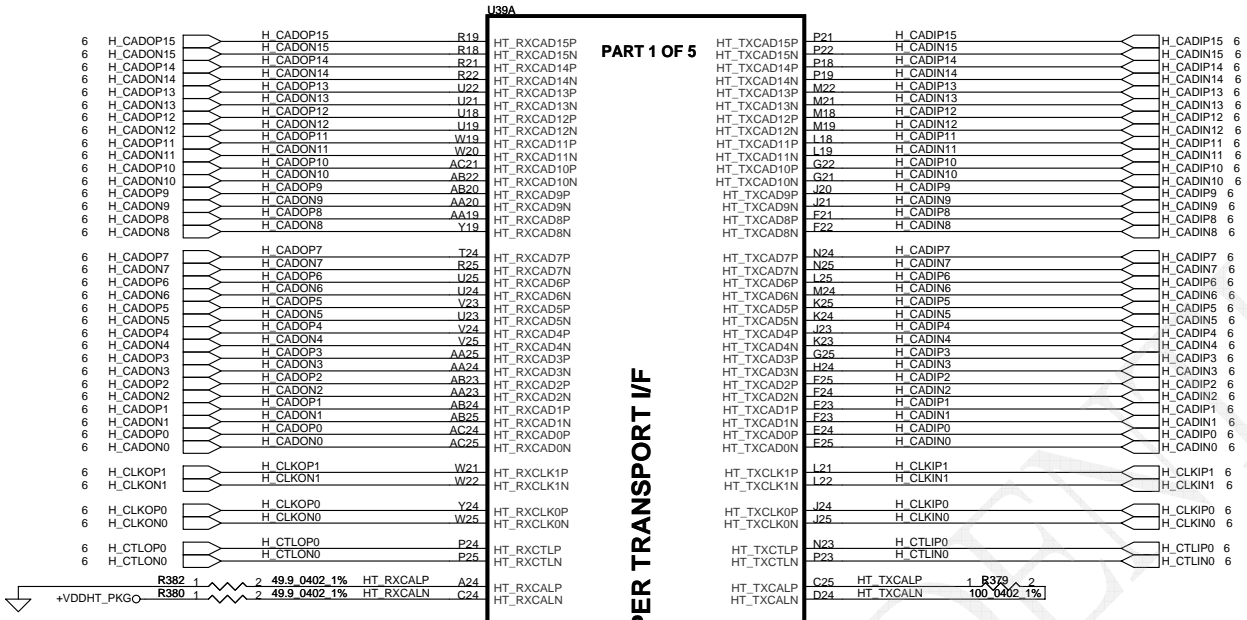 U39A
PART 1 OF 5
6 H_CADOP15 H_CADOP15 R19 HT_RXCAD15P HT_TXCAD15P P21 H_CADIP15 H_CADIP15 6
6 H_CADON15 H_CADON15 R18 HT_RXCAD15N HT_TXCAD15N P22 H_CADIN15 H_CADIN15 6
6 H_CADOP14 H_CADOP14 R21 HT_RXCAD14P HT_TXCAD14P P18 H_CADIP14 H_CADIP14 6
6 H_CADON14 H_CADON14 R22 HT_RXCAD14N HT_TXCAD14N P19 H_CADIN14 H_CADIN14 6
6 H_CADOP13 H_CADOP13 U22 HT_RXCAD13P HT_TXCAD13P M22 H_CADIP13 H_CADIP13 6
6 H_CADON13 H_CADON13 U21 HT_RXCAD13N HT_TXCAD13N M21 H_CADIN13 H_CADIN13 6
6 H_CADOP12 H_CADOP12 U18 HT_RXCAD12P HT_TXCAD12P M18 H_CADIP12 H_CADIP12 6
6 H_CADON12 H_CADON12 U19 HT_RXCAD12N HT_TXCAD12N M19 H_CADIN12 H_CADIN12 6
6 H_CADOP11 H_CADOP11 W19 HT_RXCAD11P HT_TXCAD11P L18 H_CADIP11 H_CADIP11 6
6 H_CADON11 H_CADON11 W20 HT_RXCAD11N HT_TXCAD11N L19 H_CADIN11 H_CADIN11 6
6 H_CADOP10 H_CADOP10 AC21 HT_RXCAD10P HT_TXCAD10P G22 H_CADIP10 H_CADIP10 6
6 H_CADON10 H_CADON10 AB22 HT_RXCAD10N HT_TXCAD10N G21 H_CADIN10 H_CADIN10 6
6 H_CADOP9 H_CADOP9 AB20 HT_RXCAD9P HT_TXCAD9P J20 H_CADIP9 H_CADIP9 6
6 H_CADON9 H_CADON9 AA20 HT_RXCAD9N HT_TXCAD9N J21 H_CADIN9 H_CADIN9 6
6 H_CADOP8 H_CADOP8 AA19 HT_RXCAD8P HT_TXCAD8P F21 H_CADIP8 H_CADIP8 6
6 H_CADON8 H_CADON8 Y19 HT_RXCAD8N HT_TXCAD8N F22 H_CADIN8 H_CADIN8 6
6 H_CADOP7 H_CADOP7 T24 HT_RXCAD7P HT_TXCAD7P N24 H_CADIP7 H_CADIP7 6
6 H_CADON7 H_CADON7 R25 HT_RXCAD7N HT_TXCAD7N N25 H_CADIN7 H_CADIN7 6
6 H_CADOP6 H_CADOP6 U25 HT_RXCAD6P HT_TXCAD6P L25 H_CADIP6 H_CADIP6 6
6 H_CADON6 H_CADON6 U24 HT_RXCAD6N HT_TXCAD6N M24 H_CADIN6 H_CADIN6 6
6 H_CADOP5 H_CADOP5 V23 HT_RXCAD5P HT_TXCAD5P K25 H_CADIP5 H_CADIP5 6
6 H_CADON5 H_CADON5 U23 HT_RXCAD5N HT_TXCAD5N K24 H_CADIN5 H_CADIN5 6
6 H_CADOP4 H_CADOP4 V24 HT_RXCAD4P HT_TXCAD4P J23 H_CADIP4 H_CADIP4 6
6 H_CADON4 H_CADON4 V25 HT_RXCAD4N HT_TXCAD4N K23 H_CADIN4 H_CADIN4 6
6 H_CADOP3 H_CADOP3 AA25 HT_RXCAD3P HT_TXCAD3P G25 H_CADIP3 H_CADIP3 6
6 H_CADON3 H_CADON3 AA24 HT_RXCAD3N HT_TXCAD3N H24 H_CADIN3 H_CADIN3 6
6 H_CADOP2 H_CADOP2 AB23 HT_RXCAD2P HT_TXCAD2P F25 H_CADIP2 H_CADIP2 6
6 H_CADON2 H_CADON2 AA23 HT_RXCAD2N HT_TXCAD2N F24 H_CADIN2 H_CADIN2 6
6 H_CADOP1 H_CADOP1 AB24 HT_RXCAD1P HT_TXCAD1P E23 H_CADIP1 H_CADIP1 6
6 H_CADON1 H_CADON1 AB25 HT_RXCAD1N HT_TXCAD1N F23 H_CADIN1 H_CADIN1 6
6 H_CADOP0 H_CADOP0 AC24 HT_RXCAD0P HT_TXCAD0P E24 H_CADIP0 H_CADIP0 6
6 H_CADON0 H_CADON0 AC25 HT_RXCAD0N HT_TXCAD0N E25 H_CADIN0 H_CADIN0 6
6 H_CLKOP1 H_CLKOP1 W21 HT_RXCLK1P HT_TXCLK1P L21 H_CLKIP1 H_CLKIP1 6
6 H_CLKON1 H_CLKON1 W22 HT_RXCLK1N HT_TXCLK1N L22 H_CLKIN1 H_CLKIN1 6
6 H_CLKOP0 H_CLKOP0 Y24 HT_RXCLK0P HT_TXCLK0P J24 H_CLKIP0 H_CLKIP0 6
6 H_CLKON0 H_CLKON0 W25 HT_RXCLK0N HT_TXCLK0N J25 H_CLKIN0 H_CLKIN0 6
6 H_CTLOP0 H_CTLOP0 P24 HT_RXCTLP HT_TXCTLP N23 H_CTLIP0 H_CTLIP0 6
6 H_CTLON0 H_CTLON0 P25 HT_RXCTLN HT_TXCTLN P23 H_CTLIN0 H_CTLIN0 6
R382 1 2 49.9_0402_1% HT_RXCALP A24 HT_RXCALP HT_TXCALP C25 HT_TXCALP 1 R379 2
+VDDHT_PKG R380 1 2 49.9_0402_1% HT_RXCALN C24 HT_RXCALN HT_TXCALN D24 HT_TXCALN 100_0402_1%
PER TRANSPORT I/F